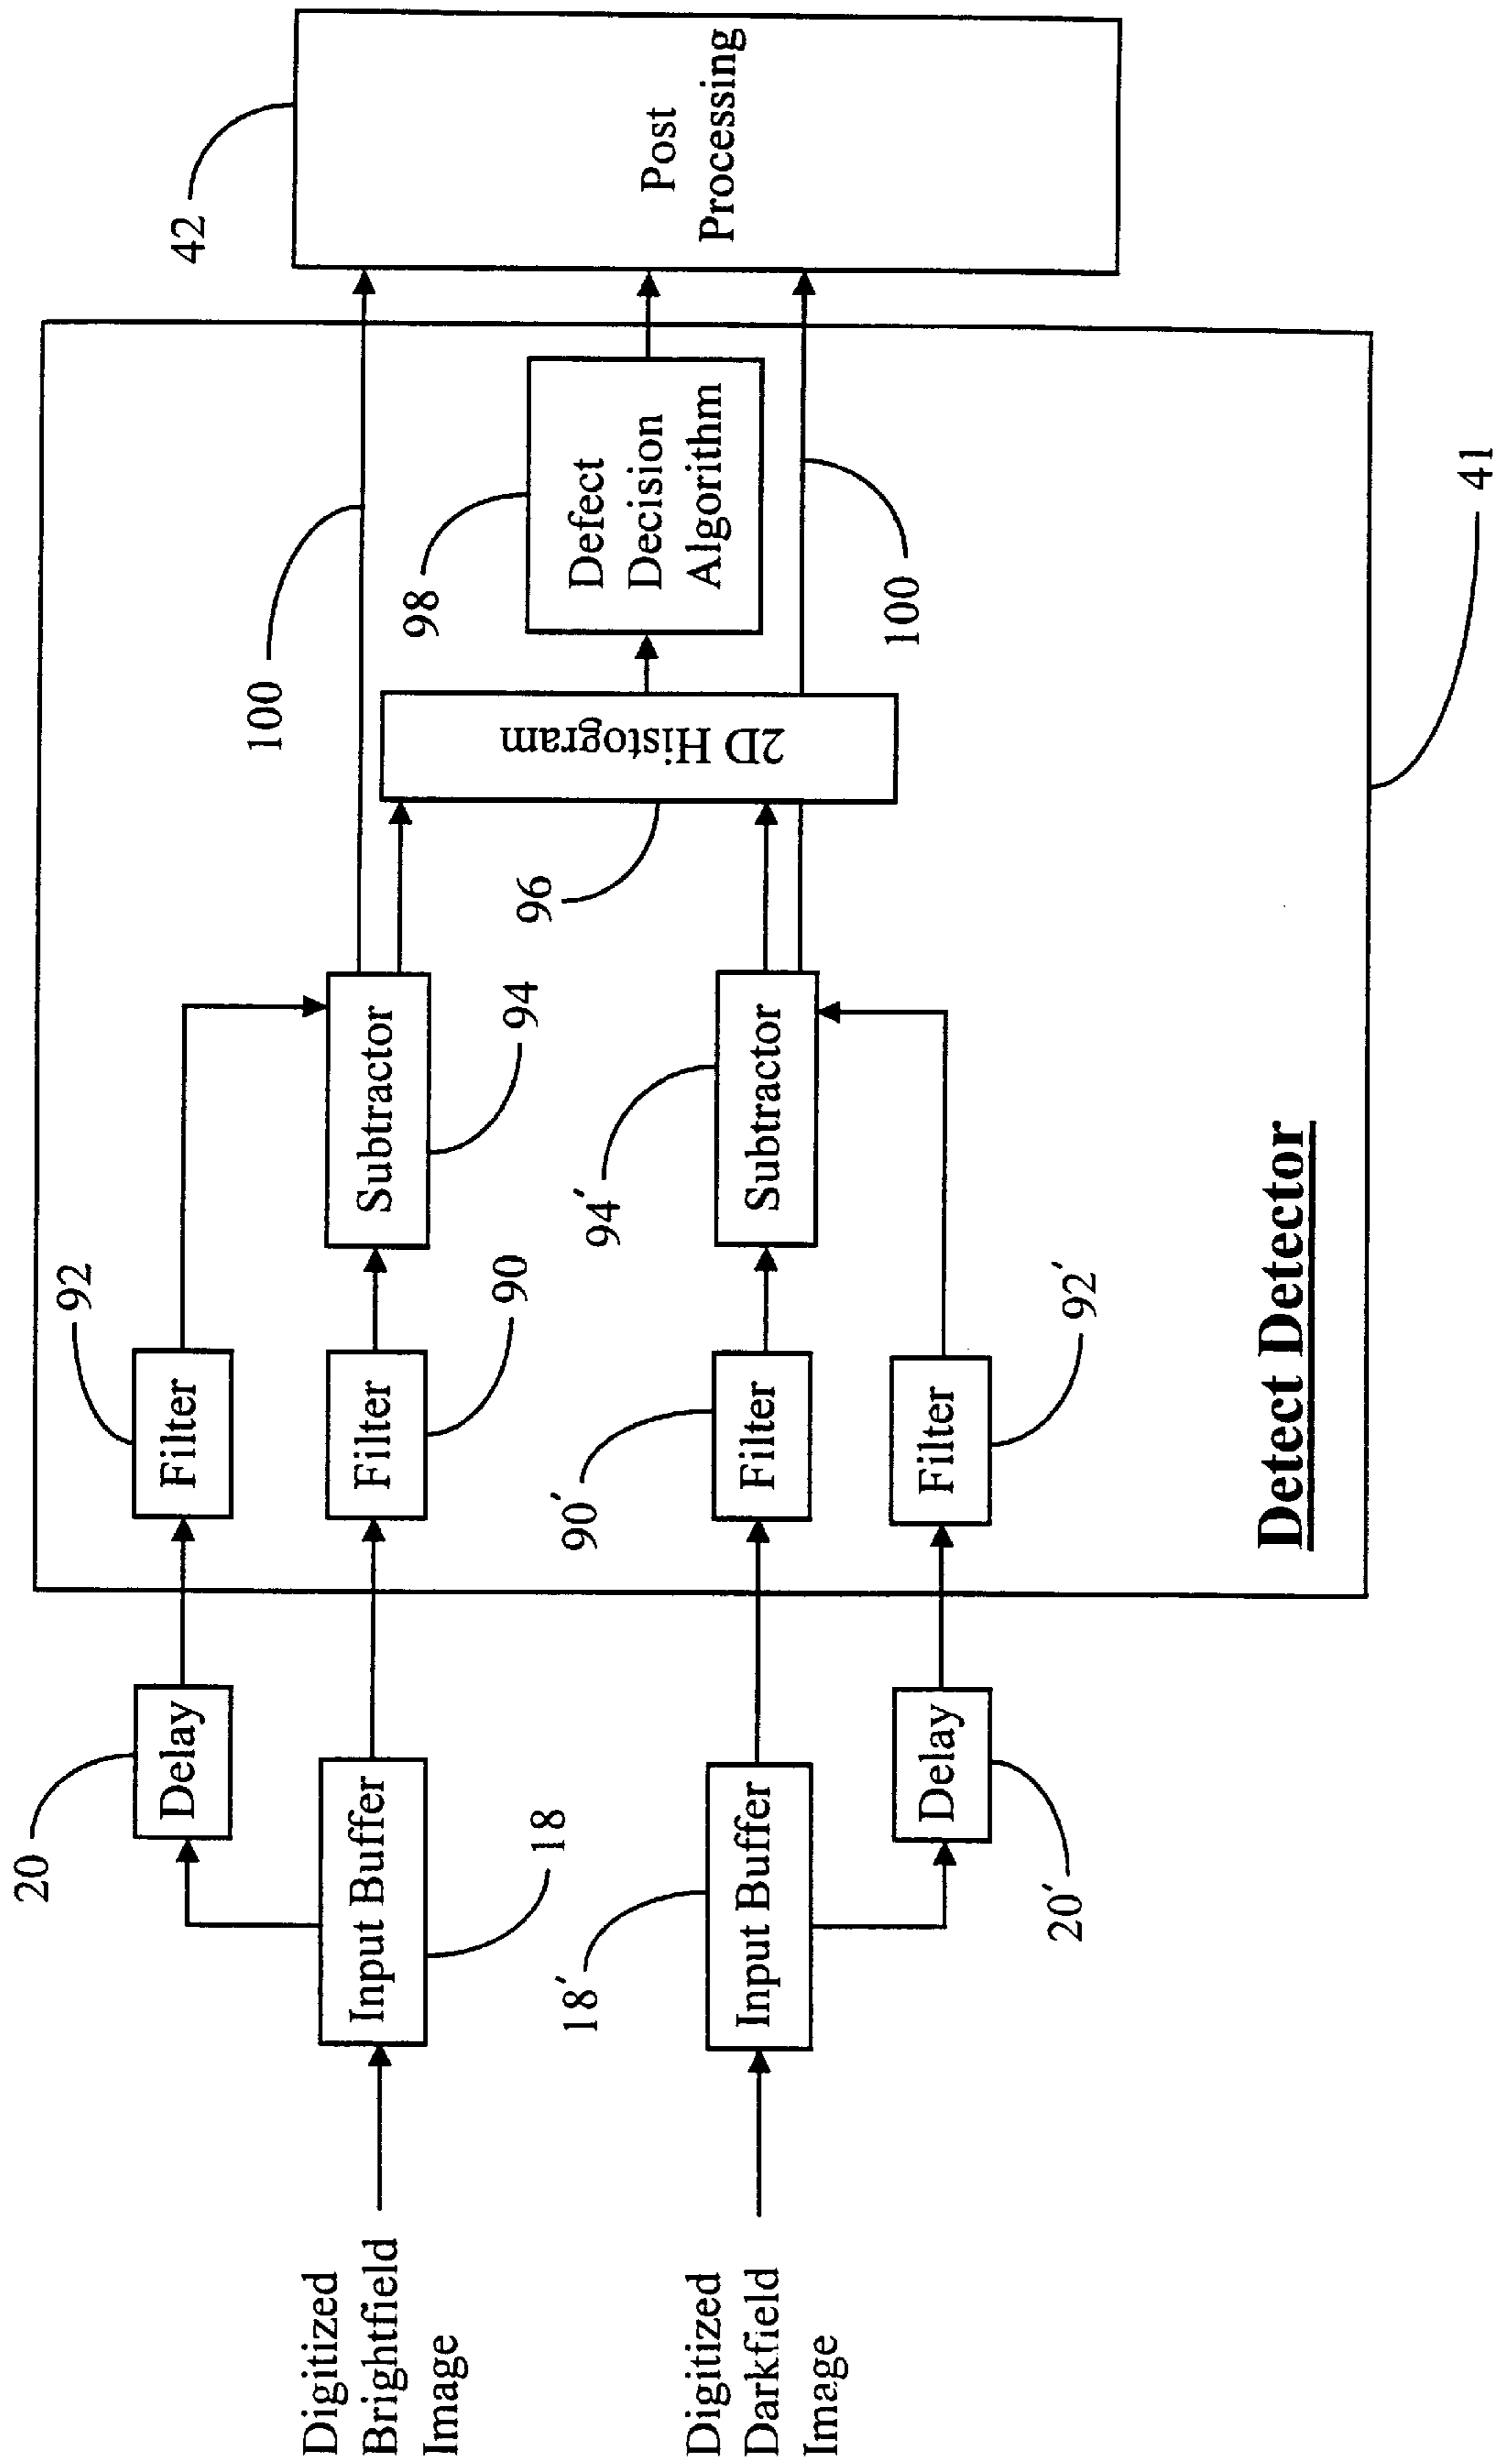 20
Delay
92
Filter
100
42
Digitized
Brightfield
Image
Input Buffer
18
Filter
90
Subtractor
94
96
2D Histogram
98
Defect
Decision
Algorithm
Post
Processing
Digitized
Darkfield
Image
18'
Input Buffer
90'
Filter
94'
Subtractor
100
Delay
20'
Filter
92'
Detect Detector
41